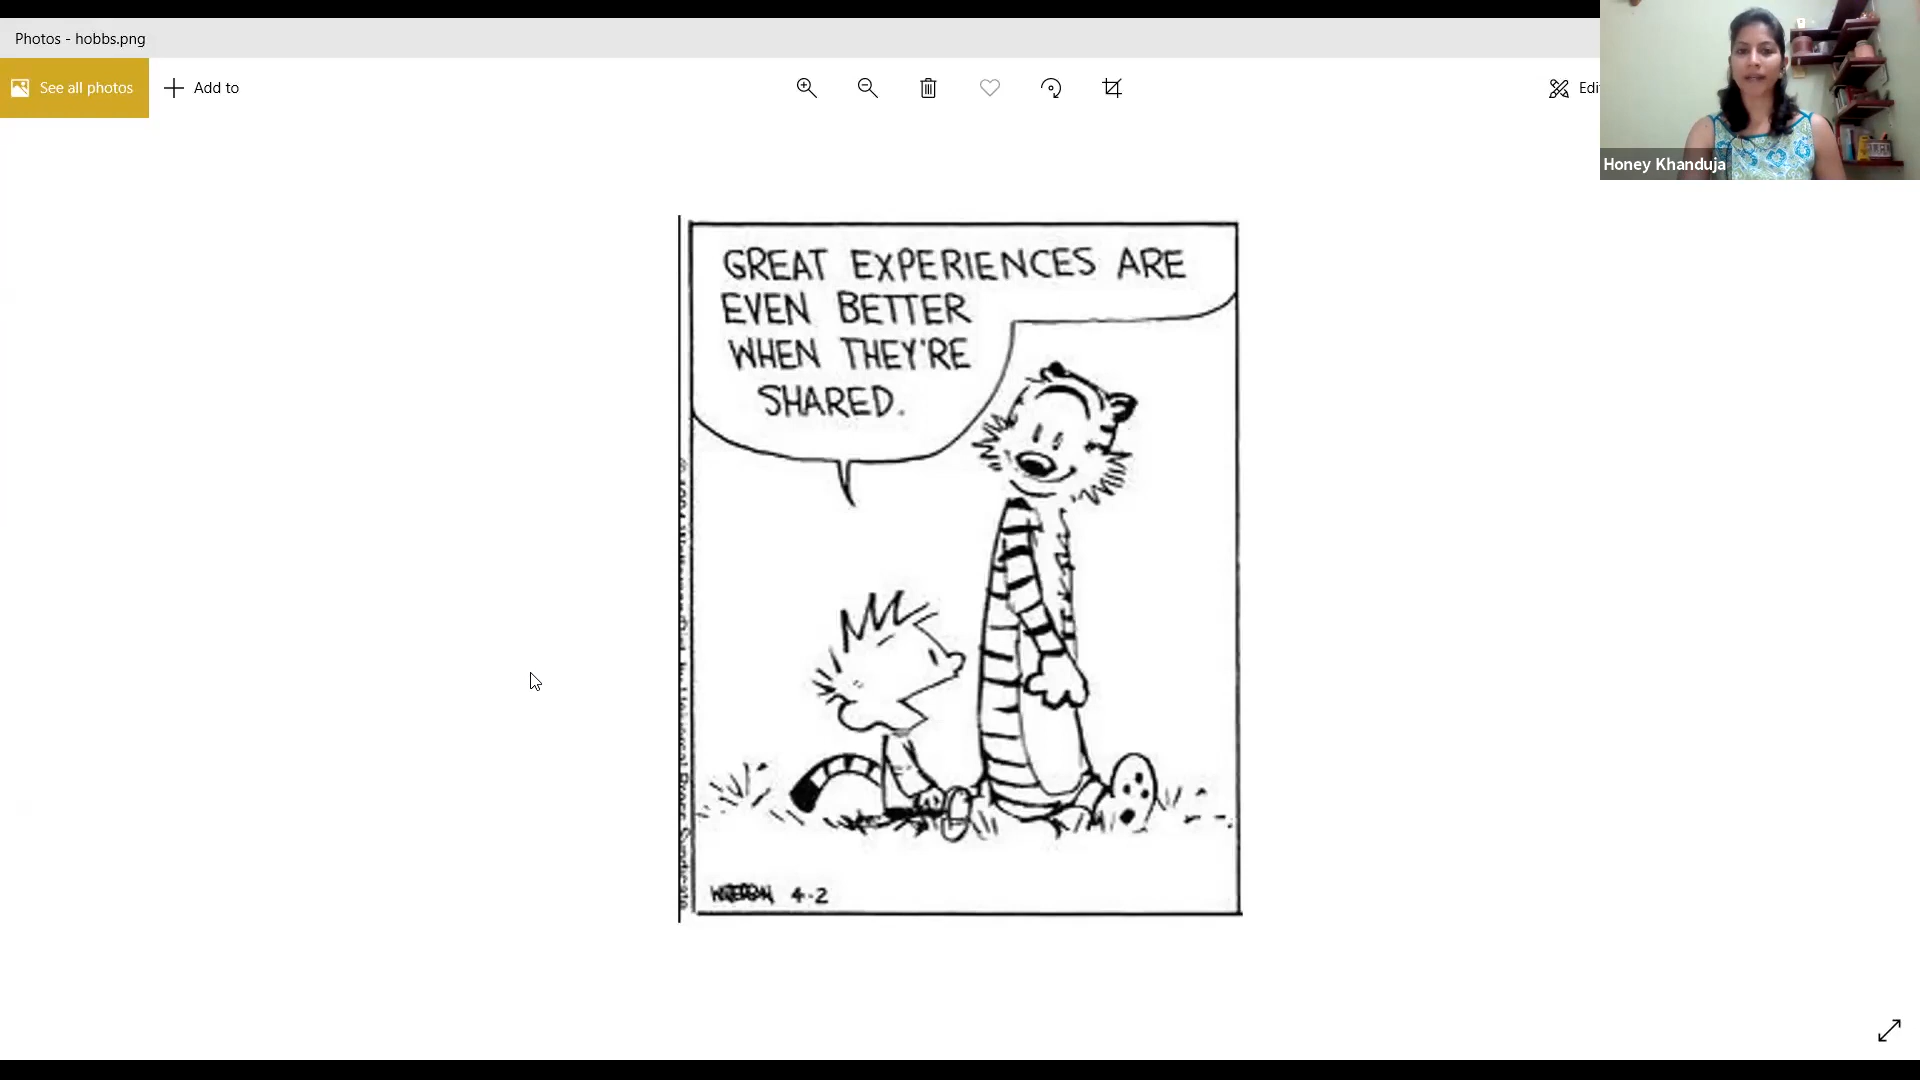 Photos - hobbs.png
See all photos
Add to
Edi
Honey Khanduja
GREAT EXPERIENCES ARE
EVEN BETTER
WHEN THEY'RE
SHARED.
WATTERSON 4-2